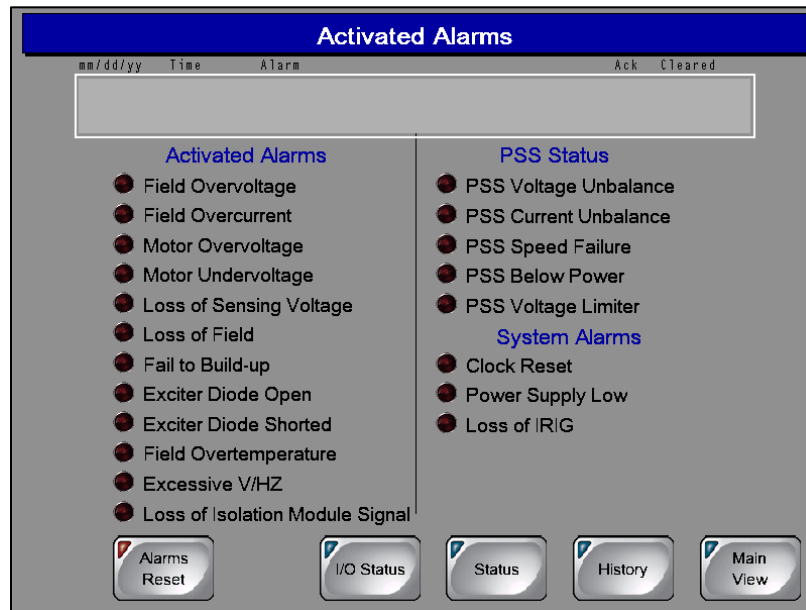 Activated Alarms
mm/dd/yy Time Alarm Ack Cleared
Activated Alarms
Field Overvoltage
Field Overcurrent
Motor Overvoltage
Motor Undervoltage
Loss of Sensing Voltage
Loss of Field
Fail to Build-up
Exciter Diode Open
Exciter Diode Shorted
Field Overtemperature
Excessive V/HZ
Loss of Isolation Module Signal
PSS Status
PSS Voltage Unbalance
PSS Current Unbalance
PSS Speed Failure
PSS Below Power
PSS Voltage Limiter
System Alarms
Clock Reset
Power Supply Low
Loss of IRIG
Alarms
Reset
I/O Status
Status
History
Main
View